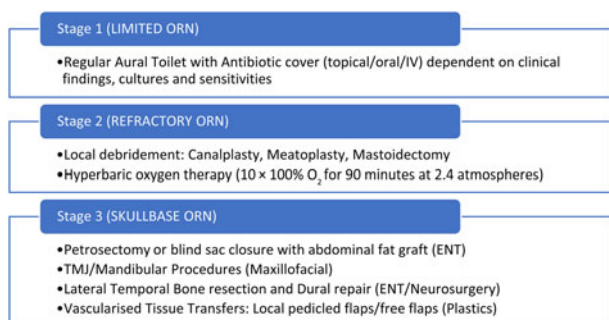 Stage 1 (LIMITED ORN)
•Regular Aural Toilet with Antibiotic cover (topical/oral/IV) dependent on clinical
findings, cultures and sensitivities
Stage 2 (REFRACTORY ORN)
•Local debridement: Canalplasty, Meatoplasty, Mastoidectomy
•Hyperbaric oxygen therapy (10 × 100% O₂ for 90 minutes at 2.4 atmospheres)
Stage 3 (SKULLBASE ORN)
•Petrosectomy or blind sac closure with abdominal fat graft (ENT)
•TMJ/Mandibular Procedures (Maxillofacial)
•Lateral Temporal Bone resection and Dural repair (ENT/Neurosurgery)
•Vascularised Tissue Transfers: Local pedicled flaps/free flaps (Plastics)